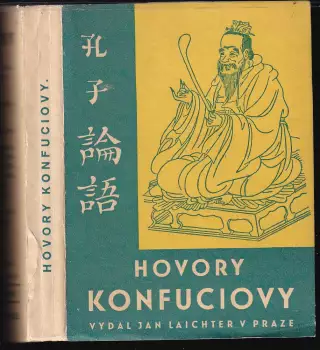 HOVORY KONFUCIOVY.
孔
子
論
語
HOVORY
KONFUCIOVY
VYDAL JAN LAICHTER V PRAZE